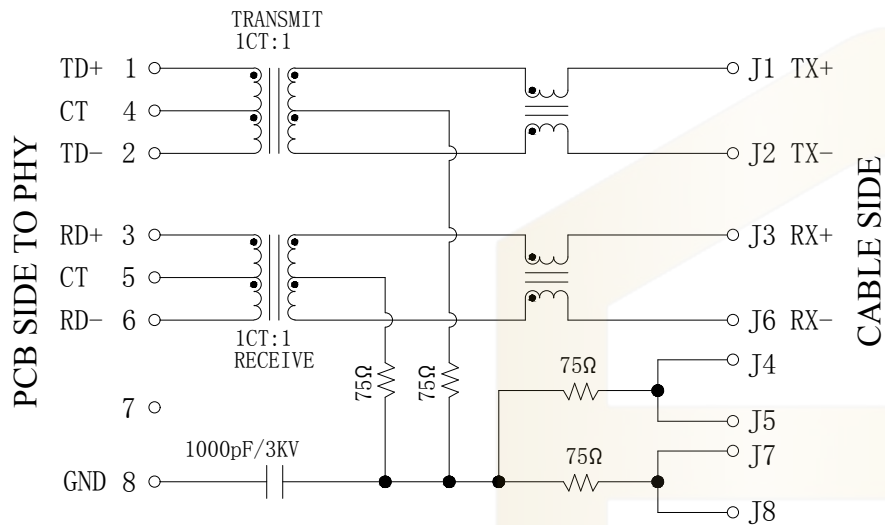 TRANSMIT
1CT:1
TD+ 1
CT 4
TD- 2
J1 TX+
J2 TX-
RD+ 3
CT 5
RD- 6
J3 RX+
J6 RX-
1CT:1
RECEIVE
PCB SIDE TO PHY
CABLE SIDE
75Ω
75Ω
75Ω
J4
J5
7
1000pF/3KV
GND 8
75Ω
J7
J8